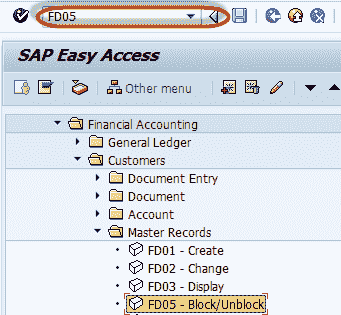 FD05
SAP Easy Access
Other menu
Financial Accounting
General Ledger
Customers
Document Entry
Document
Account
Master Records
FD01 - Create
FD02 - Change
FD03 - Display
FD05 - Block/Unblock